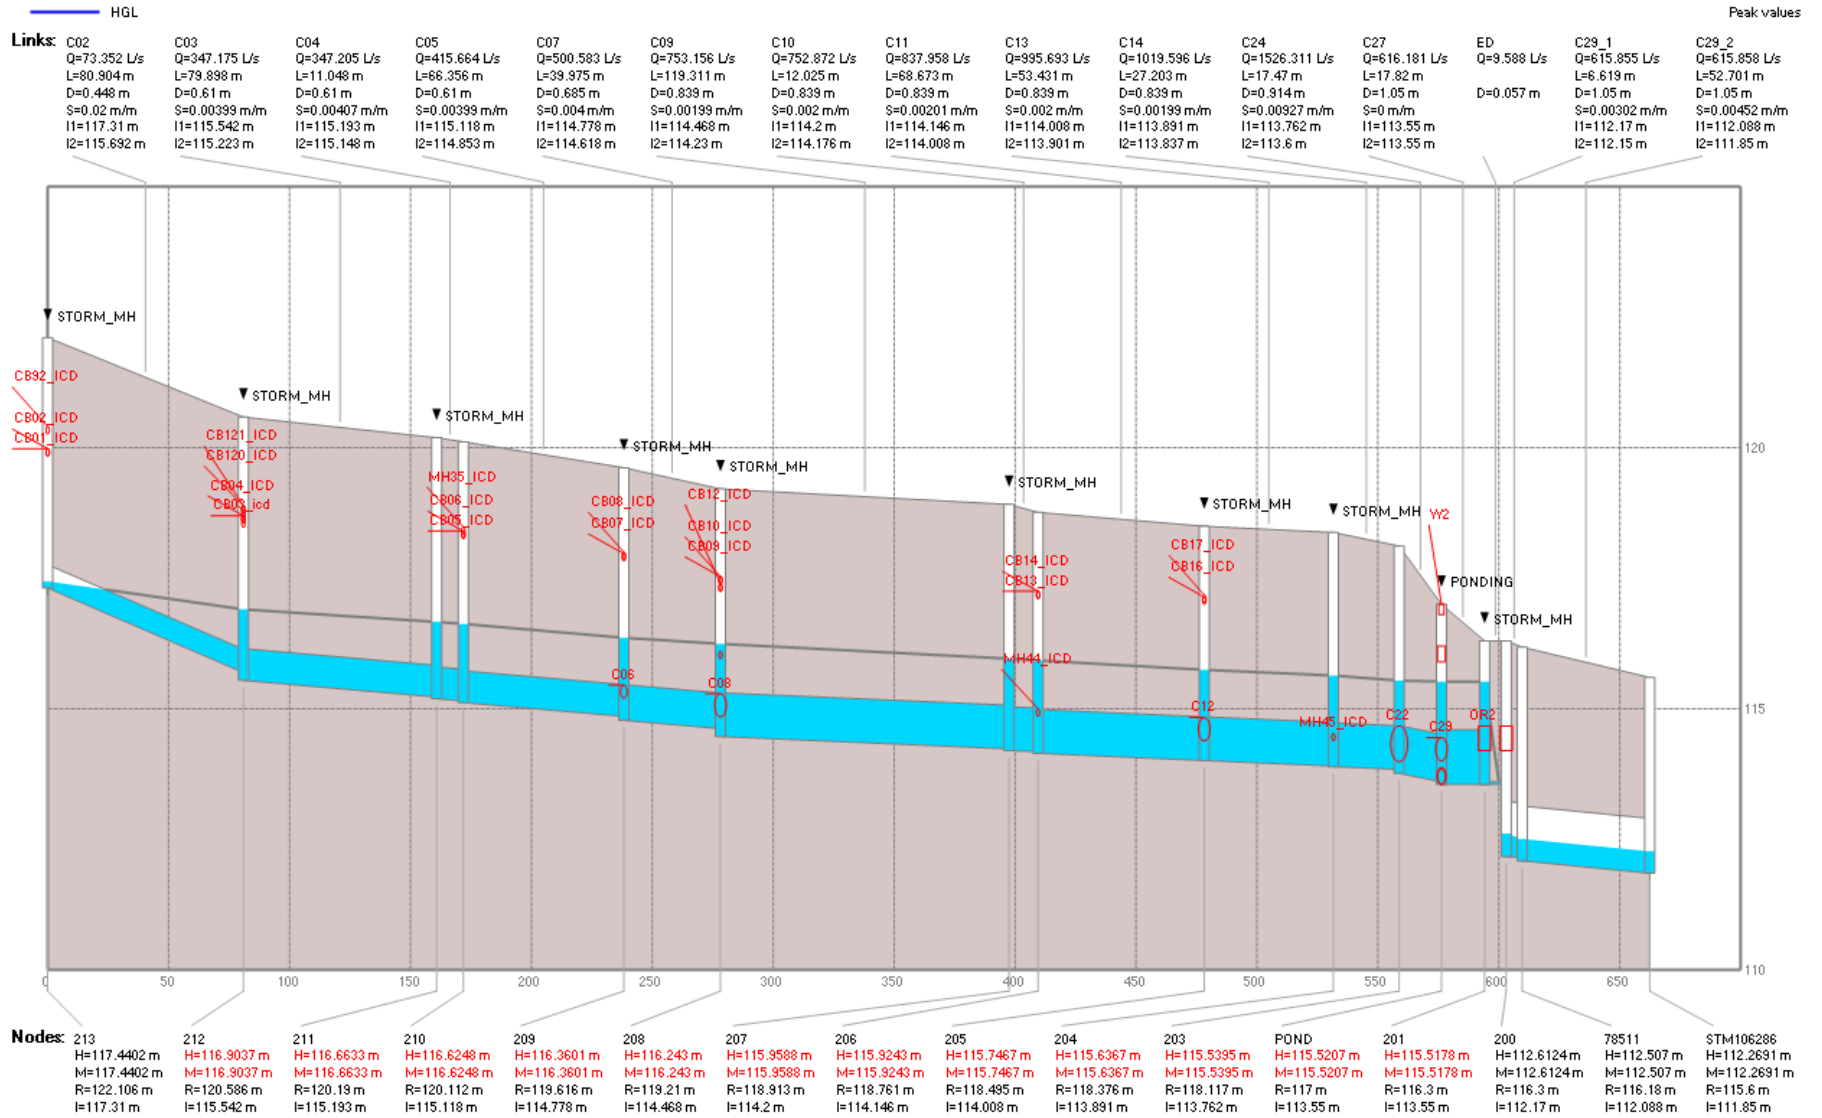 HGL
Peak values
Links:
C02
Q=73.352 L/s
L=80.904 m
D=0.448 m
S=0.02 m/m
I1=117.31 m
I2=115.692 m
C03
Q=347.175 L/s
L=79.898 m
D=0.61 m
S=0.00399 m/m
I1=115.542 m
I2=115.223 m
C04
Q=347.205 L/s
L=11.048 m
D=0.61 m
S=0.00407 m/m
I1=115.193 m
I2=115.148 m
C05
Q=415.664 L/s
L=66.356 m
D=0.61 m
S=0.00399 m/m
I1=115.118 m
I2=114.853 m
C07
Q=500.583 L/s
L=39.975 m
D=0.685 m
S=0.004 m/m
I1=114.778 m
I2=114.618 m
C09
Q=753.156 L/s
L=119.311 m
D=0.839 m
S=0.00199 m/m
I1=114.468 m
I2=114.23 m
C10
Q=752.872 L/s
L=12.025 m
D=0.839 m
S=0.002 m/m
I1=114.2 m
I2=114.176 m
C11
Q=837.958 L/s
L=68.673 m
D=0.839 m
S=0.00201 m/m
I1=114.146 m
I2=114.008 m
C13
Q=995.693 L/s
L=53.431 m
D=0.839 m
S=0.002 m/m
I1=114.008 m
I2=113.901 m
C14
Q=1019.596 L/s
L=27.203 m
D=0.839 m
S=0.00199 m/m
I1=113.891 m
I2=113.837 m
C24
Q=1526.311 L/s
L=17.47 m
D=0.914 m
S=0.00927 m/m
I1=113.762 m
I2=113.6 m
C27
Q=616.181 L/s
L=17.82 m
D=1.05 m
S=0 m/m
I1=113.55 m
I2=113.55 m
ED
Q=9.588 L/s
D=0.057 m
C29_1
Q=615.855 L/s
L=6.619 m
D=1.05 m
S=0.00302 m/m
I1=112.17 m
I2=112.15 m
C29_2
Q=615.858 L/s
L=52.701 m
D=1.05 m
S=0.00452 m/m
I1=112.088 m
I2=111.85 m
STORM_MH
CB92_ICD
CB02_ICD
CB01_ICD
STORM_MH
CB121_ICD
CB120_ICD
CB04_ICD
CB03_icd
STORM_MH
MH35_ICD
CB06_ICD
CB05_ICD
STORM_MH
CB08_ICD
CB07_ICD
C06
STORM_MH
CB12_ICD
CB10_ICD
CB09_ICD
C08
STORM_MH
CB14_ICD
CB13_ICD
MH44_ICD
STORM_MH
CB17_ICD
CB16_ICD
C12
STORM_MH
MH45_ICD
C22
W2
PONDING
C29
STORM_MH
OR2
120
115
110
0
50
100
150
200
250
300
350
400
450
500
550
600
650
Nodes:
213
H=117.4402 m
M=117.4402 m
R=122.106 m
I=117.31 m
212
H=116.9037 m
M=116.9037 m
R=120.586 m
I=115.542 m
211
H=116.6633 m
M=116.6633 m
R=120.19 m
I=115.193 m
210
H=116.6248 m
M=116.6248 m
R=120.112 m
I=115.118 m
209
H=116.3601 m
M=116.3601 m
R=119.616 m
I=114.778 m
208
H=116.243 m
M=116.243 m
R=119.21 m
I=114.468 m
207
H=115.9588 m
M=115.9588 m
R=118.913 m
I=114.2 m
206
H=115.9243 m
M=115.9243 m
R=118.761 m
I=114.146 m
205
H=115.7467 m
M=115.7467 m
R=118.495 m
I=114.008 m
204
H=115.6367 m
M=115.6367 m
R=118.376 m
I=113.891 m
203
H=115.5395 m
M=115.5395 m
R=118.117 m
I=113.762 m
POND
H=115.5207 m
M=115.5207 m
R=117 m
I=113.55 m
201
H=115.5178 m
M=115.5178 m
R=116.3 m
I=113.55 m
200
H=112.6124 m
M=112.6124 m
R=116.3 m
I=112.17 m
78511
H=112.507 m
M=112.507 m
R=116.18 m
I=112.088 m
STM106286
H=112.2691 m
M=112.2691 m
R=115.6 m
I=111.85 m